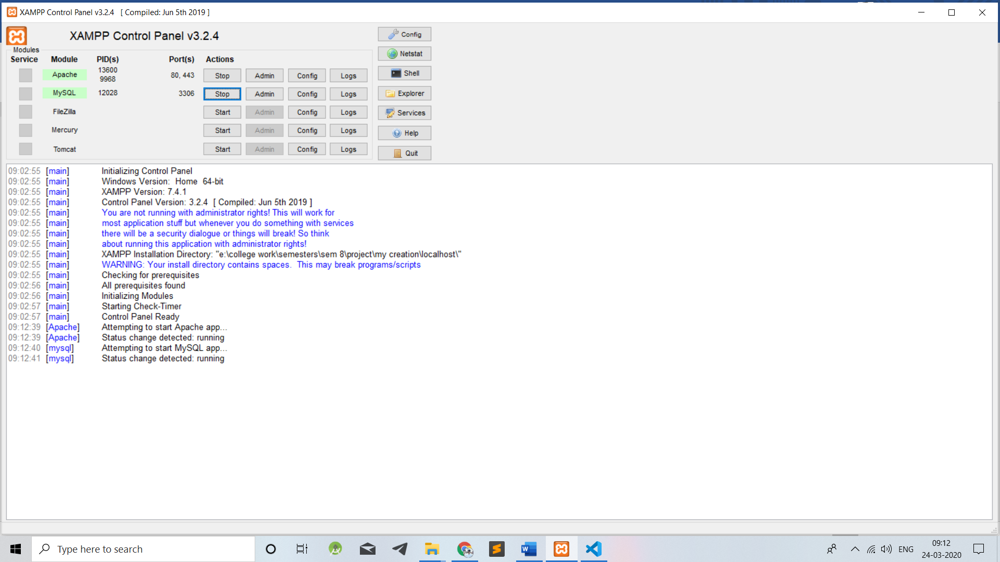 XAMPP Control Panel v3.2.4   [ Compiled: Jun 5th 2019 ]
XAMPP Control Panel v3.2.4
Config
Modules
Service Module PID(s) Port(s) Actions
Netstat
Apache 13600 9968 80, 443 Stop Admin Config Logs
Shell
MySQL 12028 3306 Stop Admin Config Logs
Explorer
FileZilla Start Admin Config Logs
Services
Mercury Start Admin Config Logs
Help
Tomcat Start Admin Config Logs
Quit
09:02:55 [main] Initializing Control Panel
09:02:55 [main] Windows Version:  Home  64-bit
09:02:55 [main] XAMPP Version: 7.4.1
09:02:55 [main] Control Panel Version: 3.2.4  [ Compiled: Jun 5th 2019 ]
09:02:55 [main] You are not running with administrator rights! This will work for
09:02:55 [main] most application stuff but whenever you do something with services
09:02:55 [main] there will be a security dialogue or things will break! So think
09:02:55 [main] about running this application with administrator rights!
09:02:55 [main] XAMPP Installation Directory: "e:\college work\semesters\sem 8\project\my creation\localhost\"
09:02:55 [main] WARNING: Your install directory contains spaces.  This may break programs/scripts
09:02:55 [main] Checking for prerequisites
09:02:56 [main] All prerequisites found
09:02:56 [main] Initializing Modules
09:02:57 [main] Starting Check-Timer
09:02:57 [main] Control Panel Ready
09:12:39 [Apache] Attempting to start Apache app...
09:12:39 [Apache] Status change detected: running
09:12:40 [mysql] Attempting to start MySQL app...
09:12:41 [mysql] Status change detected: running
Type here to search
ENG
09:12
24-03-2020